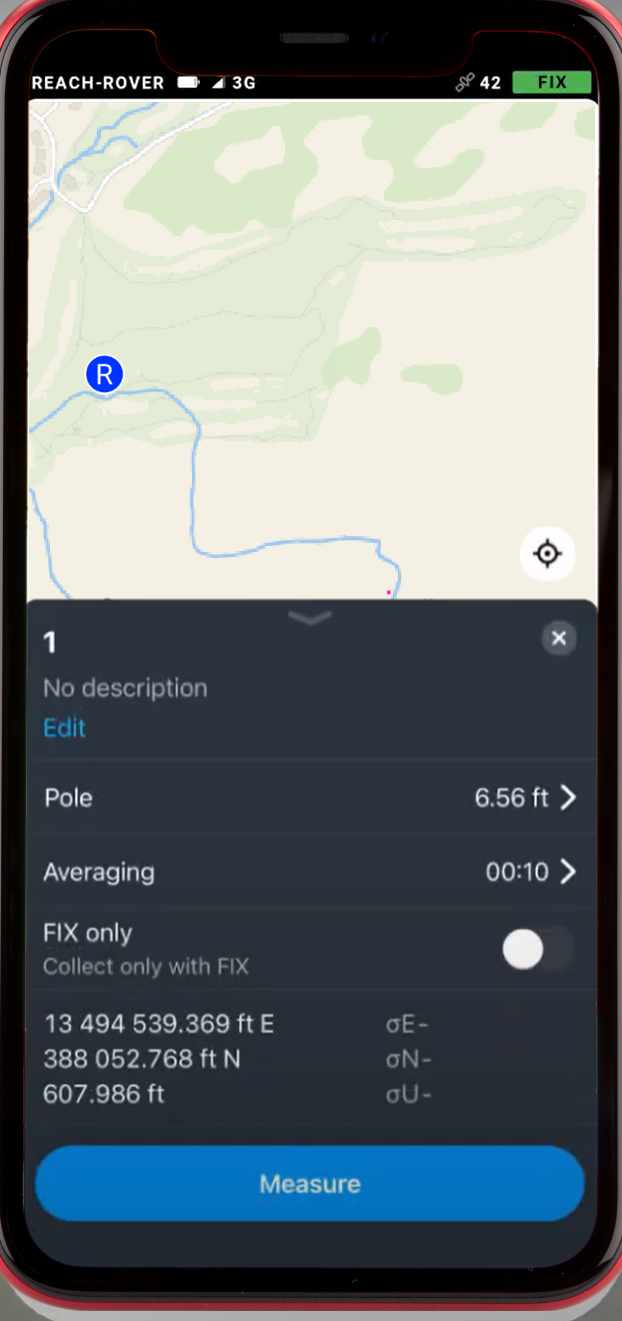 REACH-ROVER 3G 42 FIX
R
1
No description
Edit
Pole 6.56 ft
Averaging 00:10
FIX only
Collect only with FIX
13 494 539.369 ft E σE-
388 052.768 ft N σN-
607.986 ft σU-
Measure